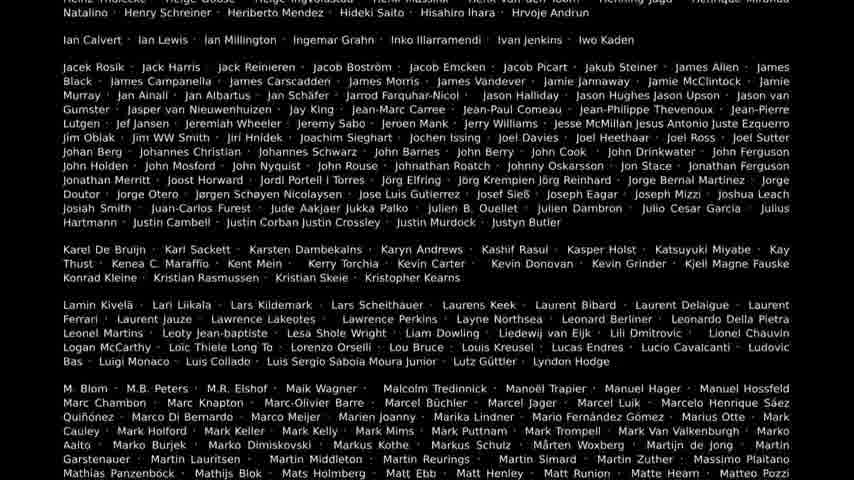 Natalino · Henry Schreiner · Heriberto Mendez · Hideki Saito · Hisahiro Ihara · Hrvoje Andrun
Ian Calvert · Ian Lewis · Ian Millington · Ingemar Grahn · Inko Illarramendi · Ivan Jenkins · Iwo Kaden
Jacek Rosík · Jack Harris · Jack Reinieren · Jacob Boström · Jacob Emcken · Jacob Picart · Jakub Steiner · James Allen · James
Black · James Campanella · James Carscadden · James Morris · James Vandever · Jamie Jannaway · Jamie McClintock · Jamie
Murray · Jan Ainali · Jan Albartus · Jan Schäfer · Jarrod Farquhar-Nicol · Jason Halliday · Jason Hughes Jason Upson · Jason van
Gumster · Jasper van Nieuwenhuizen · Jay King · Jean-Marc Carree · Jean-Paul Comeau · Jean-Philippe Thevenoux · Jean-Pierre
Lutgen · Jef Jansen · Jeremiah Wheeler · Jeremy Sabo · Jeroen Mank · Jerry Williams · Jesse McMillan Jesus Antonio Juste Ezquerro
Jim Oblak · Jim WW Smith · Jiri Hnidek · Joachim Sieghart · Jochen Issing · Joel Davies · Joel Heethaar · Joel Ross · Joel Sutter
Johan Berg · Johannes Christian · Johannes Schwarz · John Barnes · John Berry · John Cook · John Drinkwater · John Ferguson
John Holden · John Mosford · John Nyquist · John Rouse · Johnathan Roatch · Johnny Oskarsson · Jon Stace · Jonathan Ferguson
Jonathan Merritt · Joost Horward · Jordi Portell i Torres · Jörg Elfring · Jörg Krempien Jörg Reinhard · Jorge Bernal Martinez · Jorge
Doutor · Jorge Otero · Jørgen Schøyen Nicolaysen · Jose Luis Gutierrez · Josef Sieß · Joseph Eagar · Joseph Mizzi · Joshua Leach
Josiah Smith · Juan-Carlos Furest · Jude Aakjaer Jukka Palko · Julien B. Ouellet · Julien Dambron · Julio Cesar Garcia · Julius
Hartmann · Justin Cambell · Justin Corban Justin Crossley · Justin Murdock · Justyn Butler
Karel De Bruijn · Karl Sackett · Karsten Dambekalns · Karyn Andrews · Kashif Rasul · Kasper Holst · Katsuyuki Miyabe · Kay
Thust · Kenea C. Maraffio · Kent Mein · Kerry Torchia · Kevin Carter · Kevin Donovan · Kevin Grinder · Kjell Magne Fauske
Konrad Kleine · Kristian Rasmussen · Kristian Skeie · Kristopher Kearns
Lamin Kivelä · Lari Liikala · Lars Kildemark · Lars Scheithauer · Laurens Keek · Laurent Bibard · Laurent Delaigue · Laurent
Ferrari · Laurent Jauze · Lawrence Lakeotes · Lawrence Perkins · Layne Northsea · Leonard Berliner · Leonardo Della Pietra
Leonel Martins · Leoty Jean-baptiste · Lesa Shole Wright · Liam Dowling · Liedewij van Eijk · Lili Dmitrovic · Lionel Chauvin
Logan McCarthy · Loïc Thiele Long To · Lorenzo Orselli · Lou Bruce · Louis Kreusel · Lucas Endres · Lucio Cavalcanti · Ludovic
Bas · Luigi Monaco · Luis Collado · Luis Sergio Saboia Moura Junior · Lutz Güttler · Lyndon Hodge
M. Blom · M.B. Peters · M.R. Elshof · Maik Wagner · Malcolm Tredinnick · Manoël Trapier · Manuel Hager · Manuel Hossfeld
Marc Chambon · Marc Knapton · Marc-Olivier Barre · Marcel Büchler · Marcel Jager · Marcel Luik · Marcelo Henrique Sáez
Quiñónez · Marco Di Bernardo · Marco Meijer · Marien Joanny · Marika Lindner · Mario Fernández Gómez · Marius Otte · Mark
Cauley · Mark Holford · Mark Keller · Mark Kelly · Mark Mims · Mark Puttnam · Mark Trompell · Mark Van Valkenburgh · Marko
Aalto · Marko Burjek · Marko Dimiskovski · Markus Kothe · Markus Schulz · Mårten Woxberg · Martijn de Jong · Martin
Garstenauer · Martin Lauritsen · Martin Middleton · Martin Reurings · Martin Simard · Martin Zuther · Massimo Plaitano
Mathias Panzenböck · Mathijs Blok · Mats Holmberg · Matt Ebb · Matt Henley · Matt Runion · Matte Hearn · Matteo Pozzi